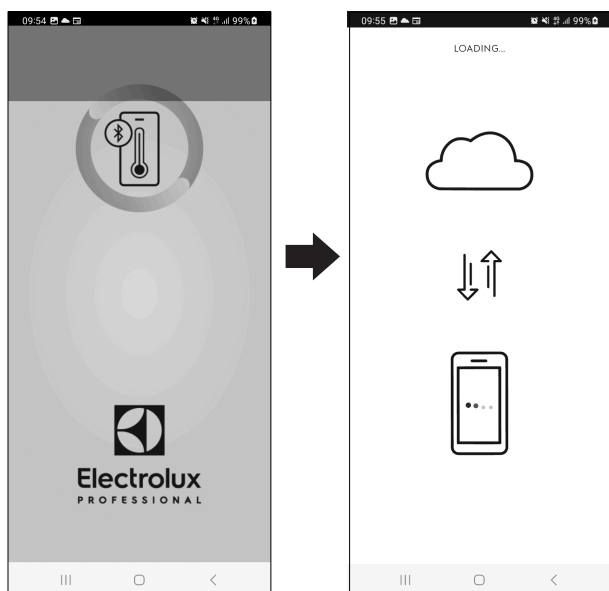 09:54 99%
Electrolux
PROFESSIONAL
09:55 99%
LOADING...